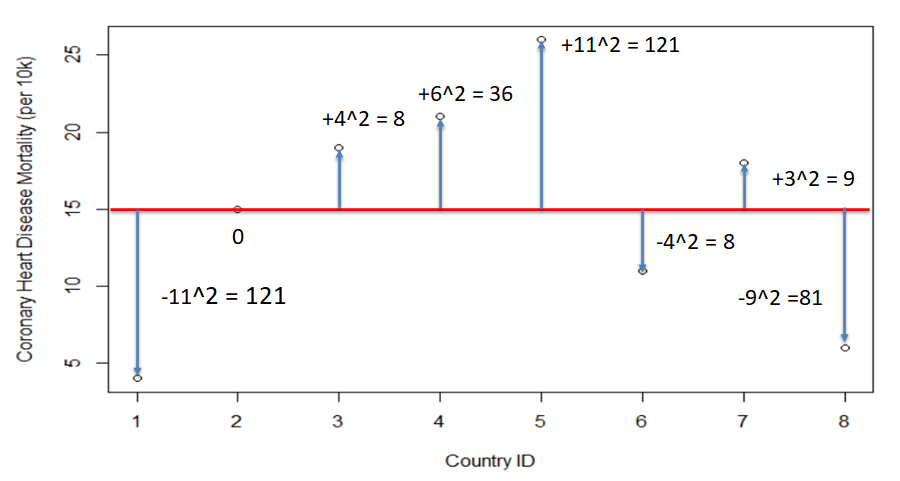 Coronary Heart Disease Mortality (per 10k)
25
20
15
10
5
+11^2 = 121
+6^2 = 36
+4^2 = 8
+3^2 = 9
0
-4^2 = 8
-11^2 = 121
-9^2 =81
1 2 3 4 5 6 7 8
Country ID